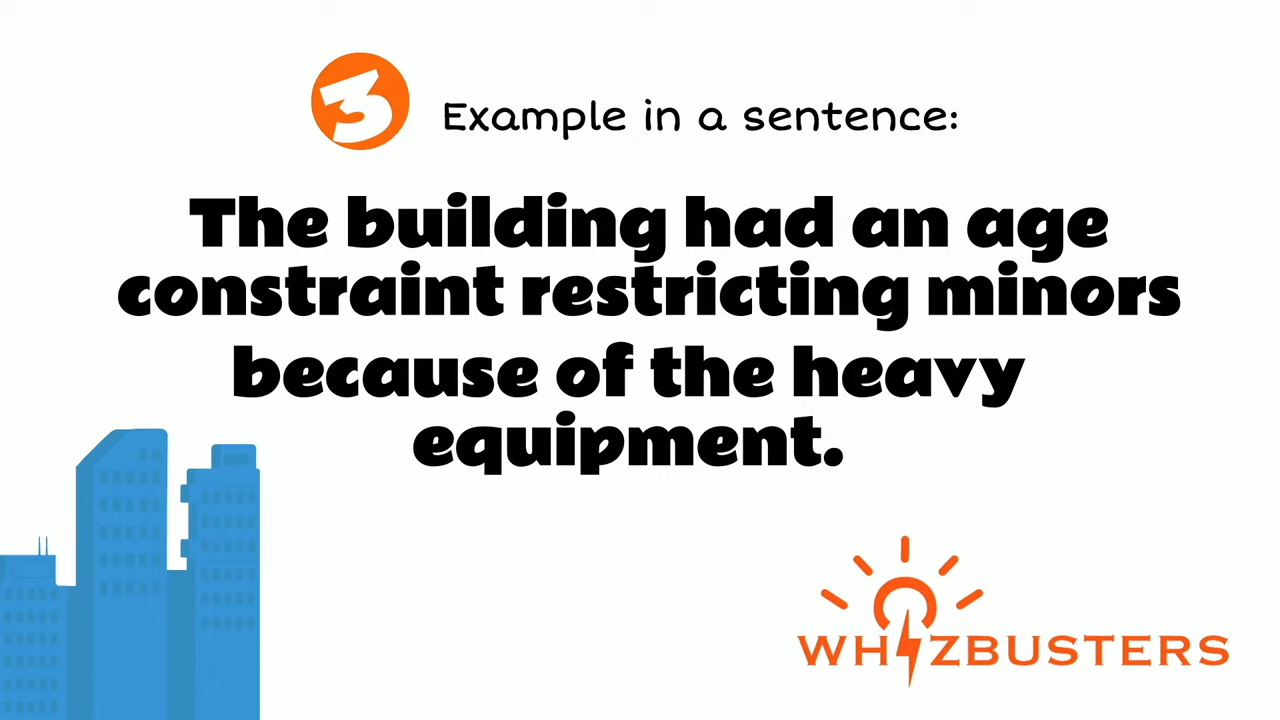 3 Example in a sentence:
The building had an age
constraint restricting minors
because of the heavy
equipment.
WHIZBUSTERS